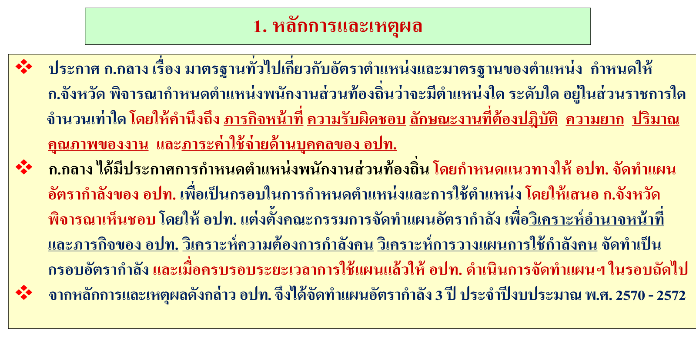 1. หลักการและเหตุผล
❖ ประกาศ ก.กลาง เรื่อง มาตรฐานทั่วไปเกี่ยวกับอัตราตำแหน่งและมาตรฐานของตำแหน่ง กำหนดให้
ก.จังหวัด พิจารณากำหนดตำแหน่งพนักงานส่วนท้องถิ่นว่าจะมีตำแหน่งใด ระดับใด อยู่ในส่วนราชการใด
จำนวนเท่าใด โดยให้คำนึงถึง ภารกิจหน้าที่ ความรับผิดชอบ ลักษณะงานที่ต้องปฏิบัติ ความยาก ปริมาณ
คุณภาพของงาน และภาระค่าใช้จ่ายด้านบุคคลของ อปท.
❖ ก.กลาง ได้มีประกาศการกำหนดตำแหน่งพนักงานส่วนท้องถิ่น โดยกำหนดแนวทางให้ อปท. จัดทำแผน
อัตรากำลังของ อปท. เพื่อเป็นกรอบในการกำหนดตำแหน่งและการใช้ตำแหน่ง โดยให้เสนอ ก.จังหวัด
พิจารณาเห็นชอบ โดยให้ อปท. แต่งตั้งคณะกรรมการจัดทำแผนอัตรากำลัง เพื่อวิเคราะห์อำนาจหน้าที่
และภารกิจของ อปท. วิเคราะห์ความต้องการกำลังคน วิเคราะห์การวางแผนการใช้กำลังคน จัดทำเป็น
กรอบอัตรากำลัง และเมื่อครบรอบระยะเวลาการใช้แผนแล้วให้ อปท. ดำเนินการจัดทำแผนฯ ในรอบถัดไป
❖ จากหลักการและเหตุผลดังกล่าว อปท. จึงได้จัดทำแผนอัตรากำลัง 3 ปี ประจำปีงบประมาณ พ.ศ. 2570 - 2572